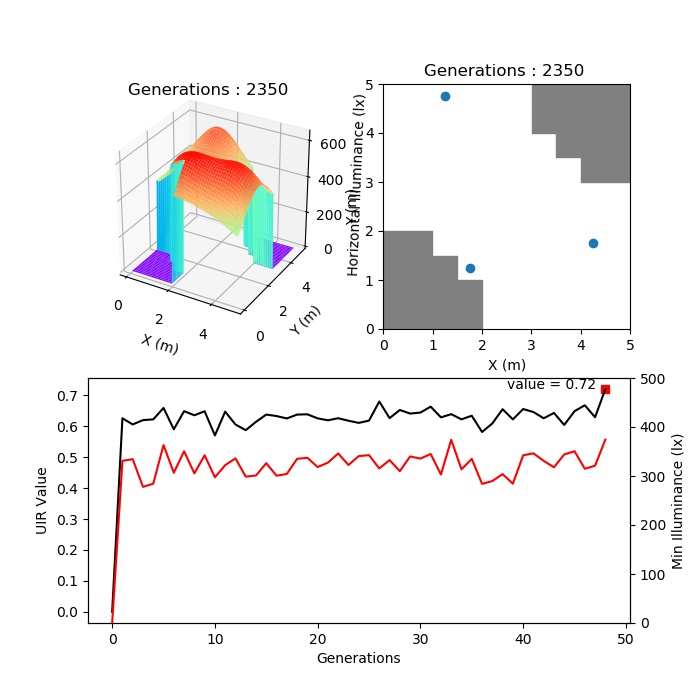 Generations : 2350
600
400
200
0
0
2
4
X (m)
0
2
4
Y (m)
Horizontal Illuminance (lx)
Generations : 2350
Y (m)
5
4
3
2
1
0
0 1 2 3 4 5
X (m)
value = 0.72
UIR Value
0.7
0.6
0.5
0.4
0.3
0.2
0.1
0.0
500
400
300
200
100
0
Min Illuminance (lx)
0 10 20 30 40 50
Generations